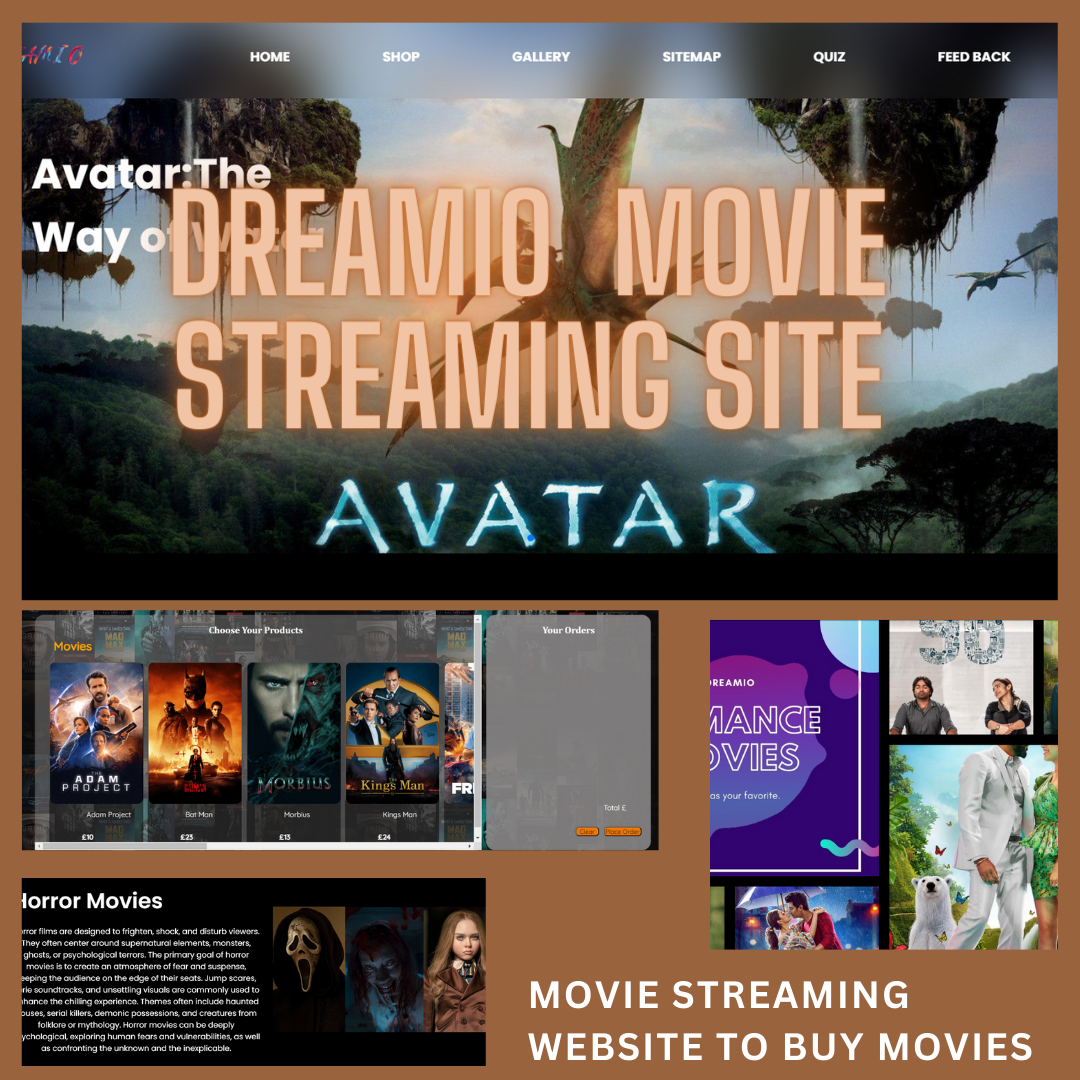 AMIO
HOME SHOP GALLERY SITEMAP QUIZ FEED BACK
Avatar:The
Way of Water
DREAMIO MOVIE
STREAMING SITE
AVATAR
Choose Your Products
Movies
THE
ADAM
PROJECT
MORBIUS
Kings Man
FR
Adam Project Bat Man Morbius Kings Man
£10 £23 £13 £24
Your Orders
Total £
Clear Place Order
DREAMIO
MANCE
OVIES
as your favorite.
96
Horror Movies
rror films are designed to frighten, shock, and disturb viewers.
They often center around supernatural elements, monsters,
ghosts, or psychological terrors. The primary goal of horror
movies is to create an atmosphere of fear and suspense,
eeping the audience on the edge of their seats. Jump scares,
rie soundtracks, and unsettling visuals are commonly used to
nhance the chilling experience. Themes often include haunted
ouses, serial killers, demonic possessions, and creatures from
folklore or mythology. Horror movies can be deeply
ychological, exploring human fears and vulnerabilities, as well
as confronting the unknown and the inexplicable.
MOVIE STREAMING
WEBSITE TO BUY MOVIES